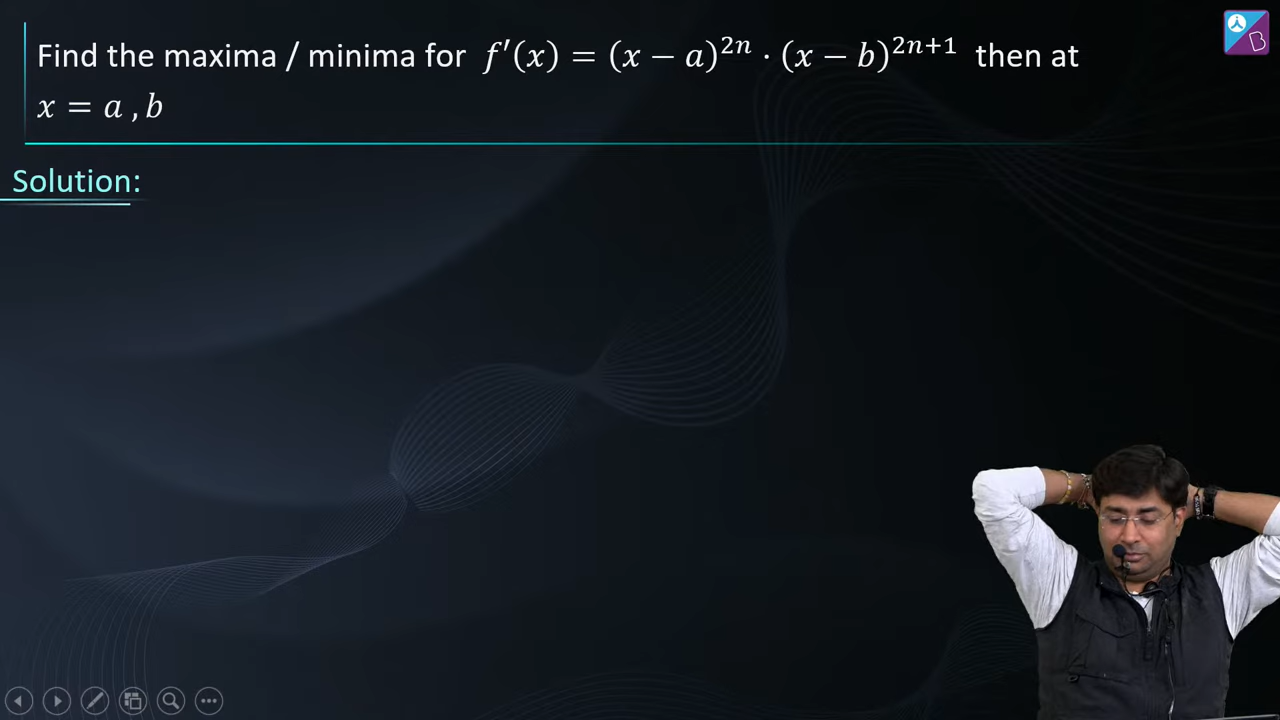 Find the maxima / minima for f′(x) = (x − a)²ⁿ · (x − b)²ⁿ⁺¹ then at
x = a , b
Solution: